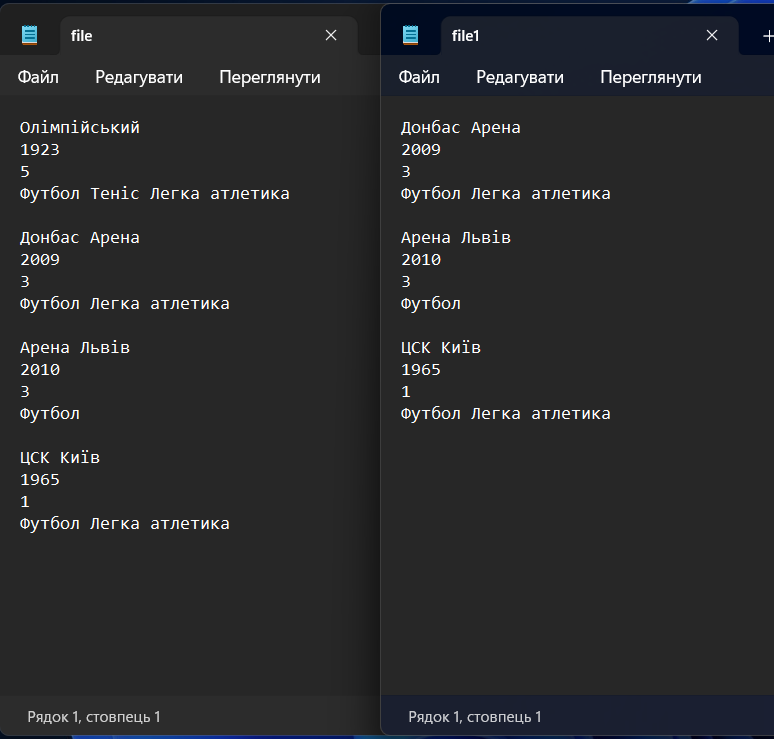 file
Файл Редагувати Переглянути
Олімпійський
1923
5
Футбол Теніс Легка атлетика
Донбас Арена
2009
3
Футбол Легка атлетика
Арена Львів
2010
3
Футбол
ЦСК Київ
1965
1
Футбол Легка атлетика
Рядок 1, стовпець 1
file1
Файл Редагувати Переглянути
Донбас Арена
2009
3
Футбол Легка атлетика
Арена Львів
2010
3
Футбол
ЦСК Київ
1965
1
Футбол Легка атлетика
Рядок 1, стовпець 1